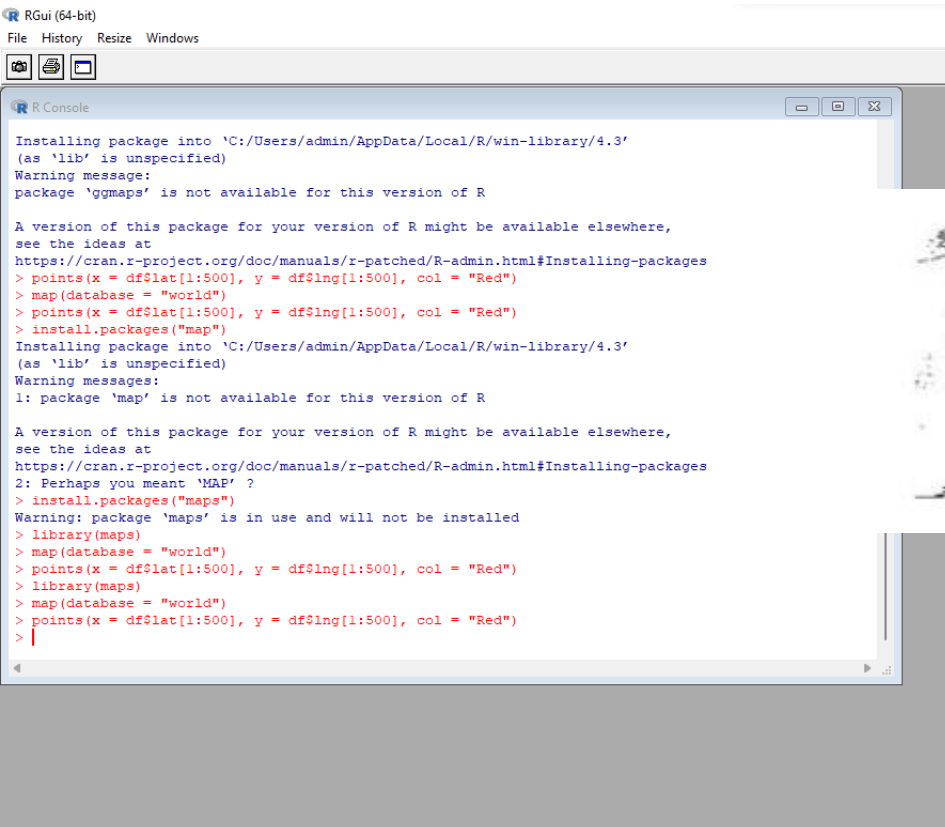 RGui (64-bit)
File History Resize Windows
R Console
Installing package into ‘C:/Users/admin/AppData/Local/R/win-library/4.3’
(as ‘lib’ is unspecified)
Warning message:
package ‘ggmaps’ is not available for this version of R
A version of this package for your version of R might be available elsewhere,
see the ideas at
https://cran.r-project.org/doc/manuals/r-patched/R-admin.html#Installing-packages
> points(x = df$lat[1:500], y = df$lng[1:500], col = "Red")
> map(database = "world")
> points(x = df$lat[1:500], y = df$lng[1:500], col = "Red")
> install.packages("map")
Installing package into ‘C:/Users/admin/AppData/Local/R/win-library/4.3’
(as ‘lib’ is unspecified)
Warning messages:
1: package ‘map’ is not available for this version of R
A version of this package for your version of R might be available elsewhere,
see the ideas at
https://cran.r-project.org/doc/manuals/r-patched/R-admin.html#Installing-packages
2: Perhaps you meant ‘MAP’ ?
> install.packages("maps")
Warning: package ‘maps’ is in use and will not be installed
> library(maps)
> map(database = "world")
> points(x = df$lat[1:500], y = df$lng[1:500], col = "Red")
> library(maps)
> map(database = "world")
> points(x = df$lat[1:500], y = df$lng[1:500], col = "Red")
>